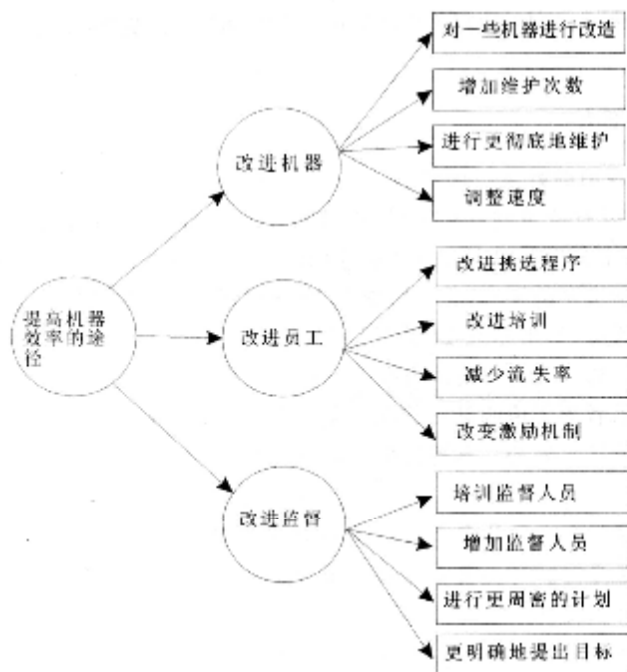 对一些机器进行改造
增加维护次数
进行更彻底地维护
调整速度
改进机器
改进挑选程序
改进培训
减少流失率
改变激励机制
提高机器
效率的途
径
改进员工
培训监督人员
增加监督人员
进行更周密的计划
更明确地提出目标
改进监督